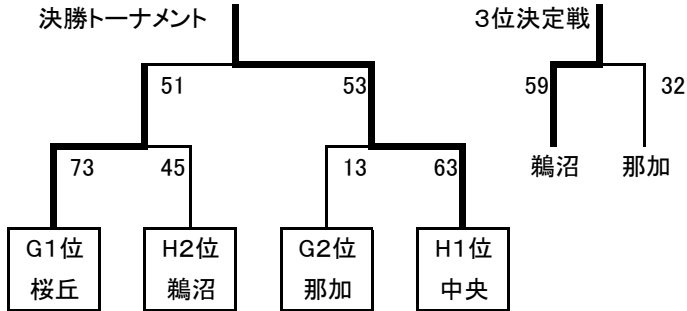 決勝トーナメント
3位決定戦
51
53
59
32
73
45
13
63
鵜沼
那加
G1位
桜丘
H2位
鵜沼
G2位
那加
H1位
中央